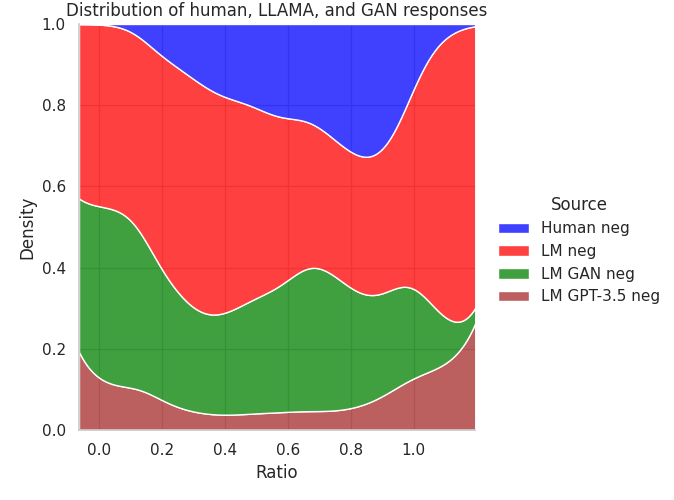 Distribution of human, LLAMA, and GAN responses
1.0
0.8
0.6
0.4
0.2
0.0
Density
0.0 0.2 0.4 0.6 0.8 1.0
Ratio
Source
Human neg
LM neg
LM GAN neg
LM GPT-3.5 neg